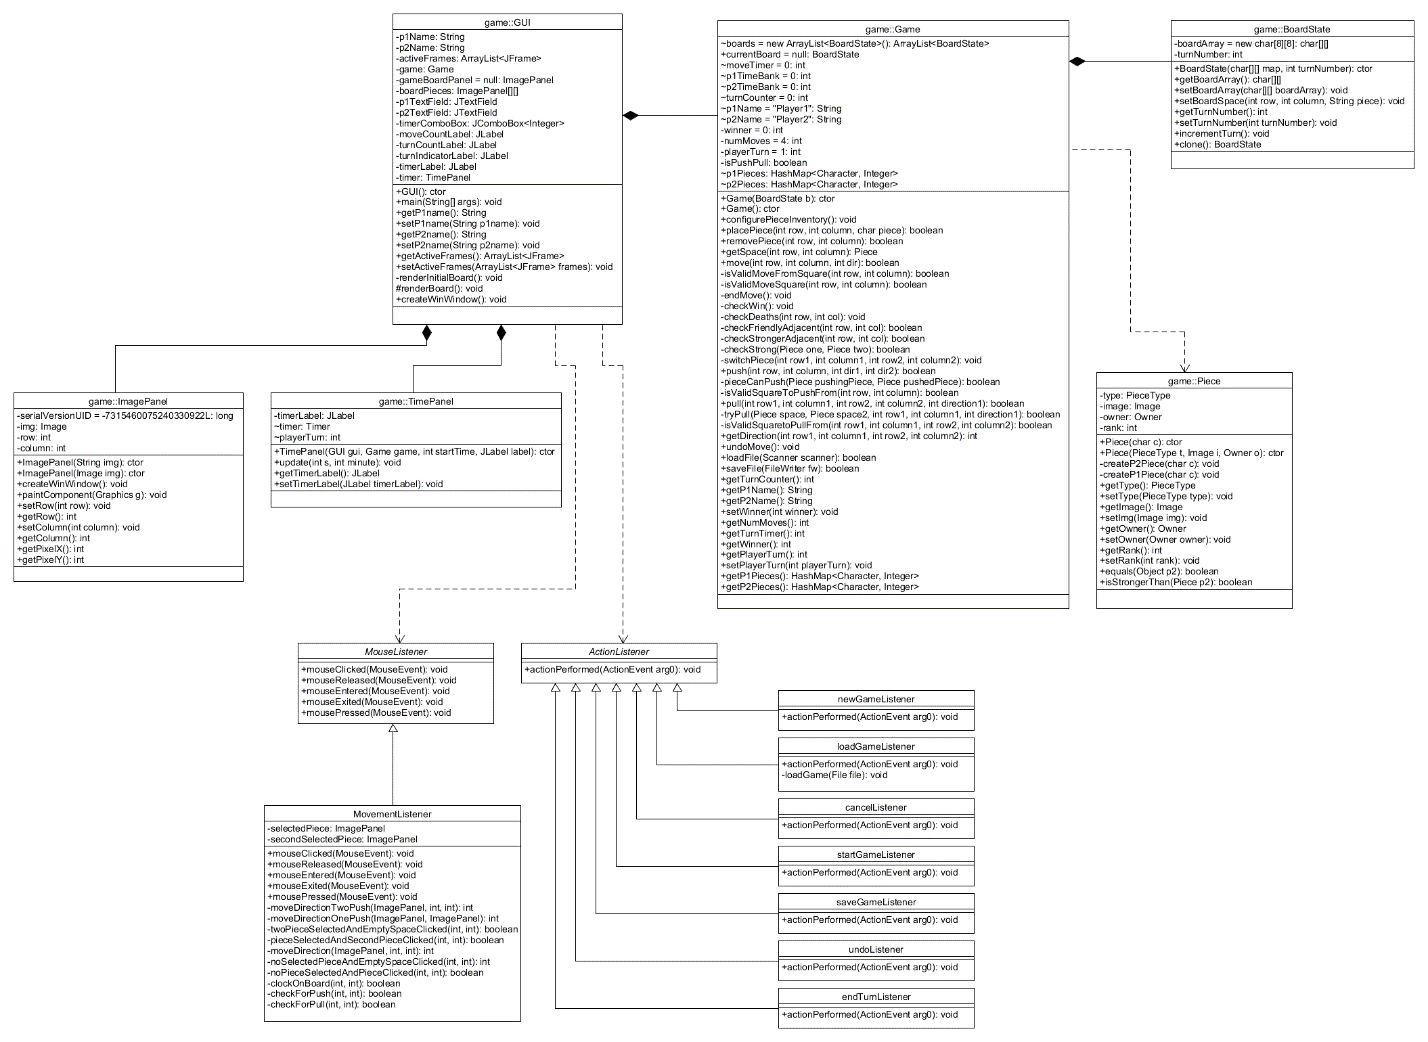 game::GUI
-p1Name: String
-p2Name: String
-activeFrames: ArrayList<JFrame>
-game: Game
-gameBoardPanel = null: ImagePanel
-boardPieces: ImagePanel[][]
-p1TextField: JTextField
-p2TextField: JTextField
-timerComboBox: JComboBox<Integer>
-moveCountLabel: JLabel
-turnCountLabel: JLabel
-turnIndicatorLabel: JLabel
-timerLabel: JLabel
-timer: TimePanel
+GUI(): ctor
+main(String[] args): void
+getP1name(): String
+setP1name(String p1name): void
+getP2name(): String
+setP2name(String p2name): void
+getActiveFrames(): ArrayList<JFrame>
+setActiveFrames(ArrayList<JFrame> frames): void
-renderInitialBoard(): void
#renderBoard(): void
+createWinWindow(): void
game::Game
~boards = new ArrayList<BoardState>(): ArrayList<BoardState>
+currentBoard = null: BoardState
~moveTimer = 0: int
~p1TimeBank = 0: int
~p2TimeBank = 0: int
~turnCounter = 0: int
~p1Name = "Player1": String
~p2Name = "Player2": String
-winner = 0: int
-numMoves = 4: int
-playerTurn = 1: int
-isPushPull: boolean
~p1Pieces: HashMap<Character, Integer>
~p2Pieces: HashMap<Character, Integer>
+Game(BoardState b): ctor
+Game(): ctor
+configurePieceInventory(): void
+placePiece(int row, int column, char piece): boolean
+removePiece(int row, int column): boolean
+getSpace(int row, int column): Piece
+move(int row, int column, int dir): boolean
-isValidMoveFromSquare(int row, int column): boolean
-isValidMoveSquare(int row, int column): boolean
-endMove(): void
-checkWin(): void
-checkDeaths(int row, int col): void
-checkFriendlyAdjacent(int row, int col): boolean
-checkStrongerAdjacent(int row, int col): boolean
-checkStrong(Piece one, Piece two): boolean
-switchPiece(int row1, int column1, int row2, int column2): void
+push(int row, int column, int dir1, int dir2): boolean
-pieceCanPush(Piece pushingPiece, Piece pushedPiece): boolean
-isValidSquareToPushFrom(int row, int column): boolean
+pull(int row1, int column1, int row2, int column2, int direction1): boolean
-tryPull(Piece space, Piece space2, int row1, int column1, int direction1): boolean
-isValidSquaretoPullFrom(int row1, int column1, int row2, int column2): boolean
+getDirection(int row1, int column1, int row2, int column2): int
-undoMove(): void
+loadFile(Scanner scanner): boolean
+saveFile(FileWriter fw): boolean
+getTurnCounter(): int
+getP1Name(): String
+getP2Name(): String
+setWinner(int winner): void
+getNumMoves(): int
+getTurnTimer(): int
+getWinner(): int
+getPlayerTurn(): int
+setPlayerTurn(int playerTurn): void
+getP1Pieces(): HashMap<Character, Integer>
+getP2Pieces(): HashMap<Character, Integer>
game::BoardState
-boardArray = new char[8][8]: char[][]
-turnNumber: int
+BoardState(char[][] map, int turnNumber): ctor
+getBoardArray(): char[][]
+setBoardArray(char[][] boardArray): void
+setBoardSpace(int row, int column, String piece): void
+getTurnNumber(): int
+setTurnNumber(int turnNumber): void
+incrementTurn(): void
+clone(): BoardState
game::ImagePanel
-serialVersionUID = -7315460075240330922L: long
-img: Image
-row: int
-column: int
+ImagePanel(String img): ctor
+ImagePanel(Image img): ctor
+createWinWindow(): void
+paintComponent(Graphics g): void
+setRow(int row): void
+getRow(): int
+setColumn(int column): void
+getColumn(): int
+getPixelX(): int
+getPixelY(): int
game::TimePanel
-timerLabel: JLabel
~timer: Timer
~playerTurn: int
+TimePanel(GUI gui, Game game, int startTime, JLabel label): ctor
+update(int s, int minute): void
+getTimerLabel(): JLabel
+setTimerLabel(JLabel timerLabel): void
game::Piece
-type: PieceType
-image: Image
-owner: Owner
-rank: int
+Piece(char c): ctor
+Piece(PieceType t, Image i, Owner o): ctor
-createP2Piece(char c): void
-createP1Piece(char c): void
+getType(): PieceType
+setType(PieceType type): void
+getImage(): Image
+setImg(Image img): void
+getOwner(): Owner
+setOwner(Owner owner): void
+getRank(): int
+setRank(int rank): void
+equals(Object p2): boolean
+isStrongerThan(Piece p2): boolean
MouseListener
+mouseClicked(MouseEvent): void
+mouseReleased(MouseEvent): void
+mouseEntered(MouseEvent): void
+mouseExited(MouseEvent): void
+mousePressed(MouseEvent): void
ActionListener
+actionPerformed(ActionEvent arg0): void
newGameListener
+actionPerformed(ActionEvent arg0): void
loadGameListener
+actionPerformed(ActionEvent arg0): void
-loadGame(File file): void
cancelListener
+actionPerformed(ActionEvent arg0): void
startGameListener
+actionPerformed(ActionEvent arg0): void
saveGameListener
+actionPerformed(ActionEvent arg0): void
undoListener
+actionPerformed(ActionEvent arg0): void
endTurnListener
+actionPerformed(ActionEvent arg0): void
MovementListener
-selectedPiece: ImagePanel
-secondSelectedPiece: ImagePanel
+mouseClicked(MouseEvent): void
+mouseReleased(MouseEvent): void
+mouseEntered(MouseEvent): void
+mouseExited(MouseEvent): void
+mousePressed(MouseEvent): void
-moveDirectionTwoPush(ImagePanel, int, int): int
-moveDirectionOnePush(ImagePanel, ImagePanel): int
-twoPieceSelectedAndEmptySpaceClicked(int, int): boolean
-pieceSelectedAndSecondPieceClicked(int, int): boolean
-moveDirection(ImagePanel, int, int): int
-noSelectedPieceAndEmptySpaceClicked(int, int): int
-noPieceSelectedAndPieceClicked(int, int): boolean
-clockOnBoard(int, int): boolean
-checkForPush(int, int): boolean
-checkForPull(int, int): boolean